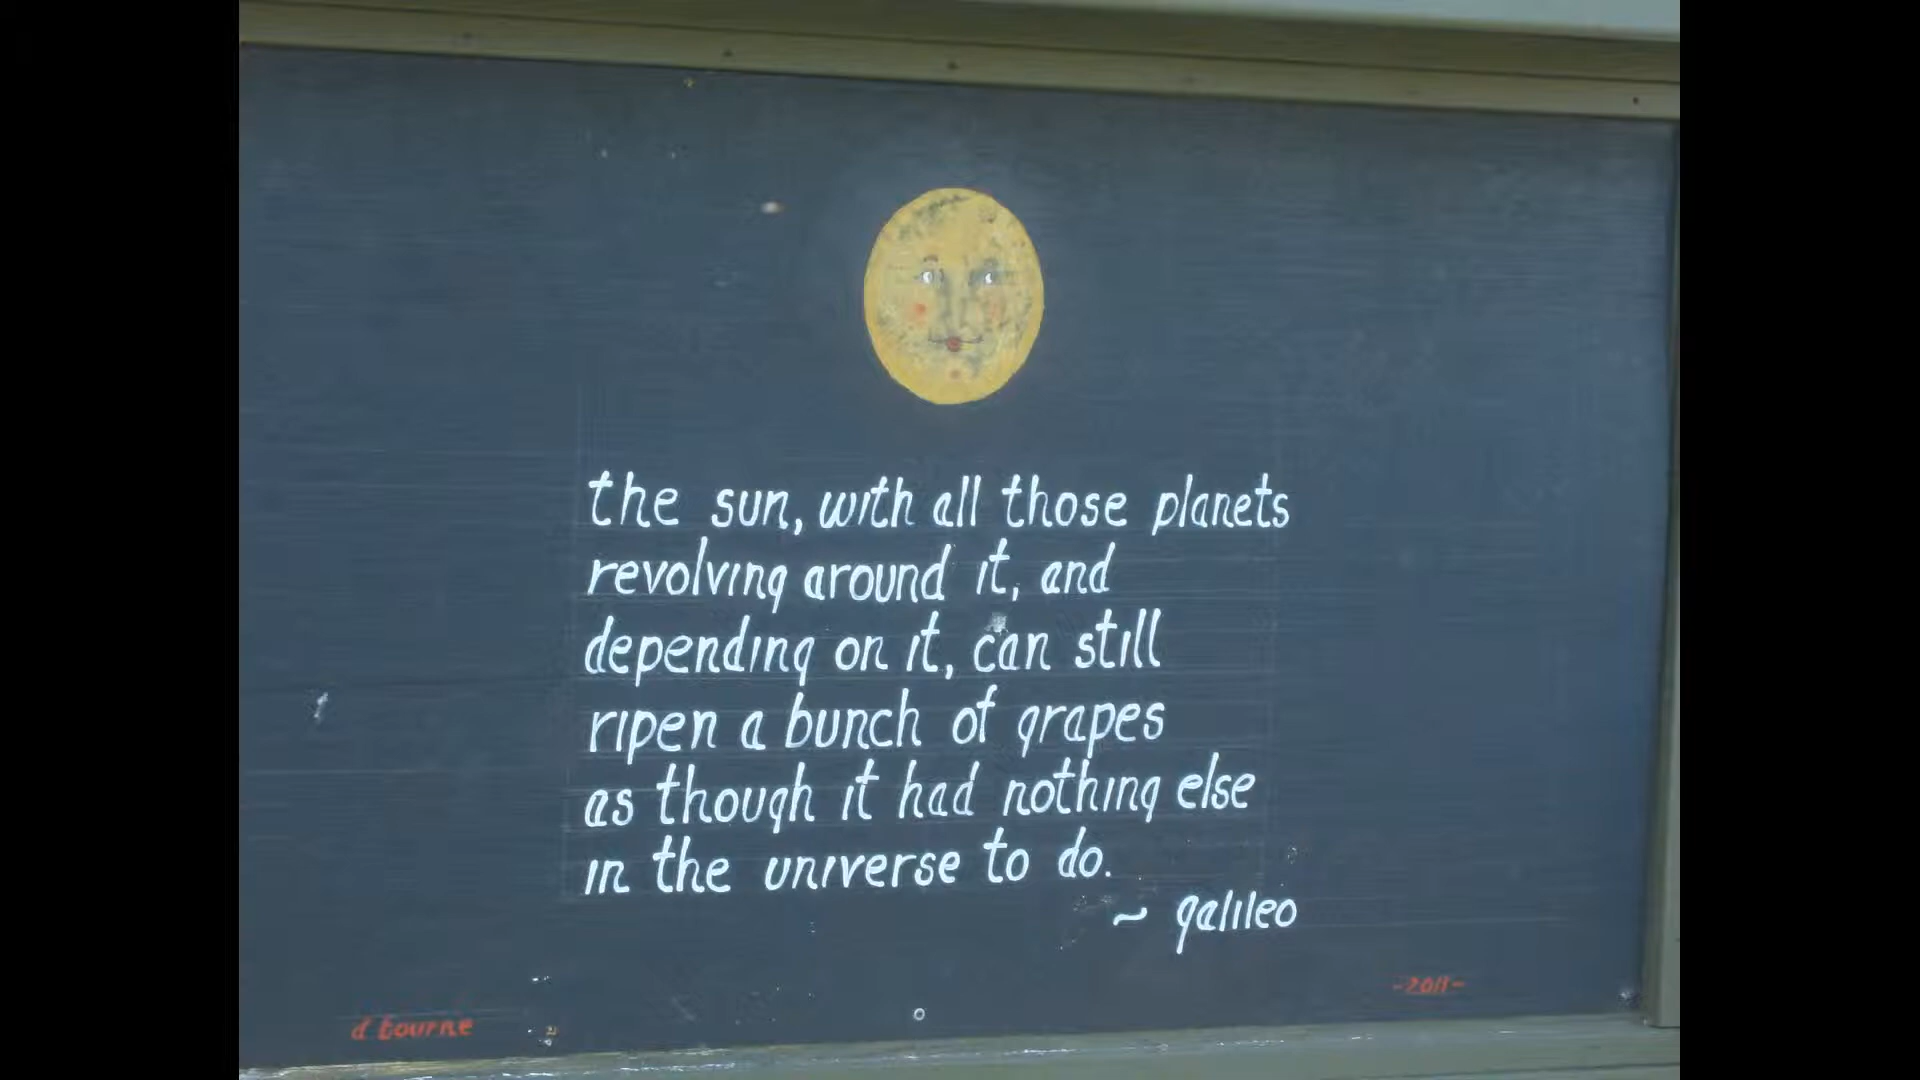 the sun, with all those planets
revolving around it, and
depending on it, can still
ripen a bunch of grapes
as though it had nothing else
in the universe to do.
~ galileo
-2011-
d tourne